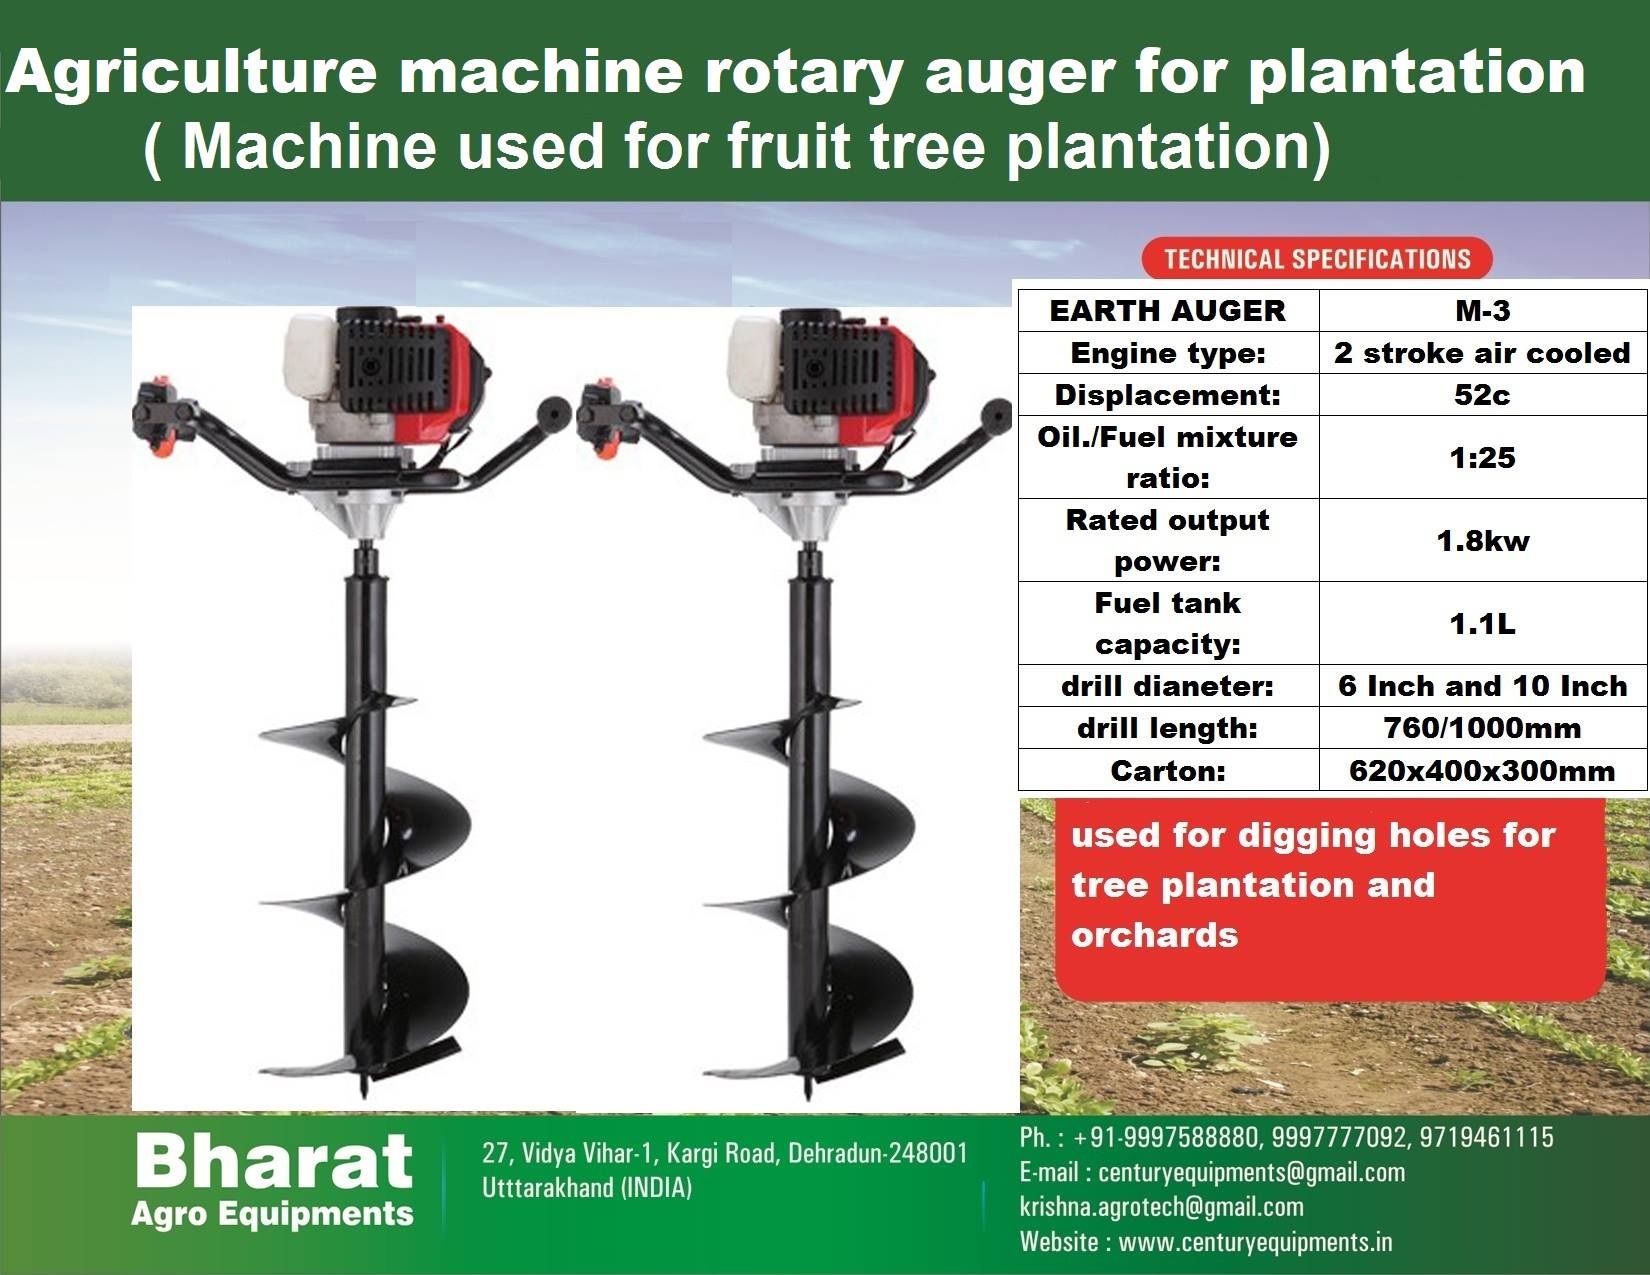 Agriculture machine rotary auger for plantation
( Machine used for fruit tree plantation)
TECHNICAL SPECIFICATIONS
EARTH AUGER M-3
Engine type: 2 stroke air cooled
Displacement: 52c
Oil./Fuel mixture ratio: 1:25
Rated output power: 1.8kw
Fuel tank capacity: 1.1L
drill dianeter: 6 Inch and 10 Inch
drill length: 760/1000mm
Carton: 620x400x300mm
used for digging holes for
tree plantation and
orchards
Bharat
Agro Equipments
27, Vidya Vihar-1, Kargi Road, Dehradun-248001
Utttarakhand (INDIA)
Ph. : +91-9997588880, 9997777092, 9719461115
E-mail : centuryequipments@gmail.com
krishna.agrotech@gmail.com
Website : www.centuryequipments.in